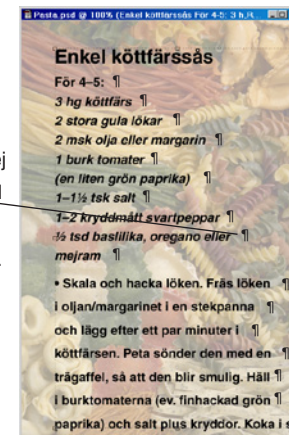 Pasta.psd @ 100% (Enkel köttfärssås För 4-5: 3 h,R...
Enkel köttfärssås
För 4–5: ¶
3 hg köttfärs ¶
2 stora gula lökar ¶
2 msk olja eller margarin ¶
ej
1 burk tomater ¶
(en liten grön paprika) ¶
1–1½ tsk salt ¶
1–2 kryddmått svartpeppar ¶
½ tsd baslilika, oregano eller ¶
mejram ¶
• Skala och hacka löken. Fräs löken ¶
i oljan/margarinet i en stekpanna ¶
och lägg efter ett par minuter i ¶
köttfärsen. Peta sönder den med en ¶
trägaffel, så att den blir smulig. Häll ¶
i burktomaterna (ev. finhackad grön ¶
paprika) och salt plus kryddor. Koka i s